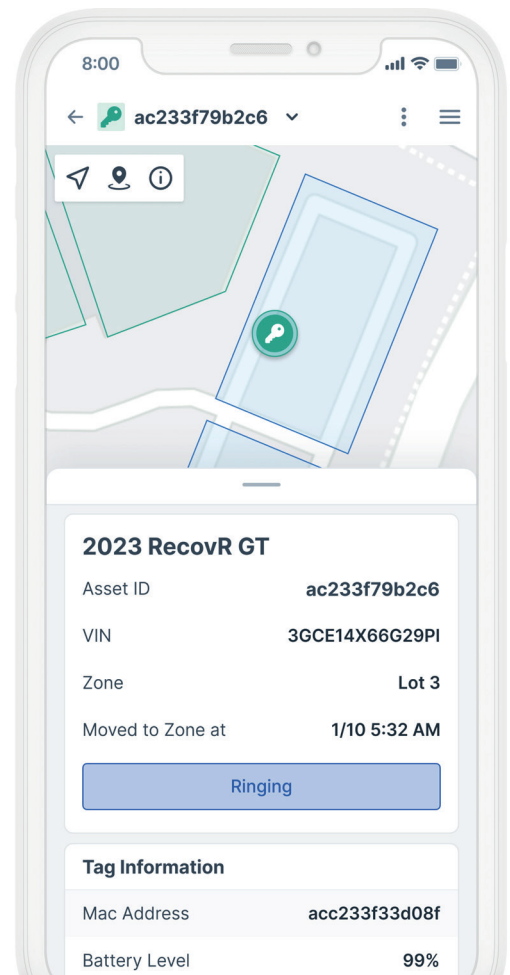 8:00
ac233f79b2c6
2023 RecovR GT
Asset ID ac233f79b2c6
VIN 3GCE14X66G29PI
Zone Lot 3
Moved to Zone at 1/10 5:32 AM
Ringing
Tag Information
Mac Address acc233f33d08f
Battery Level 99%